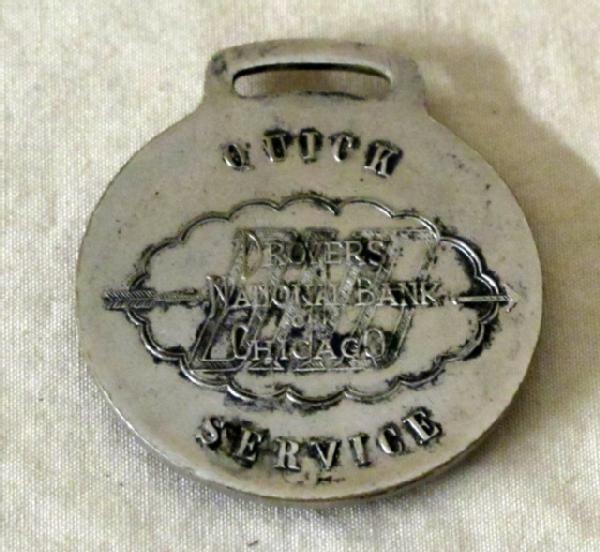 QUICK
DROVERS
NATIONAL BANK
OF
CHICAGO
SERVICE